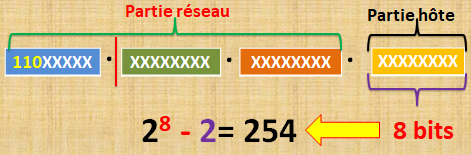 Partie réseau Partie hôte
110XXXXX . XXXXXXXX . XXXXXXXX . XXXXXXXX
2⁸ - 2= 254 8 bits